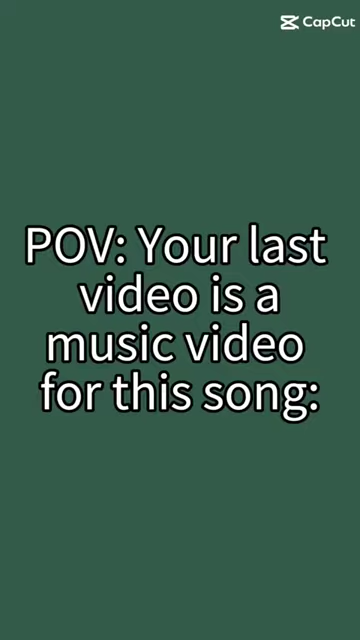 CapCut
POV: Your last
video is a
music video
for this song: